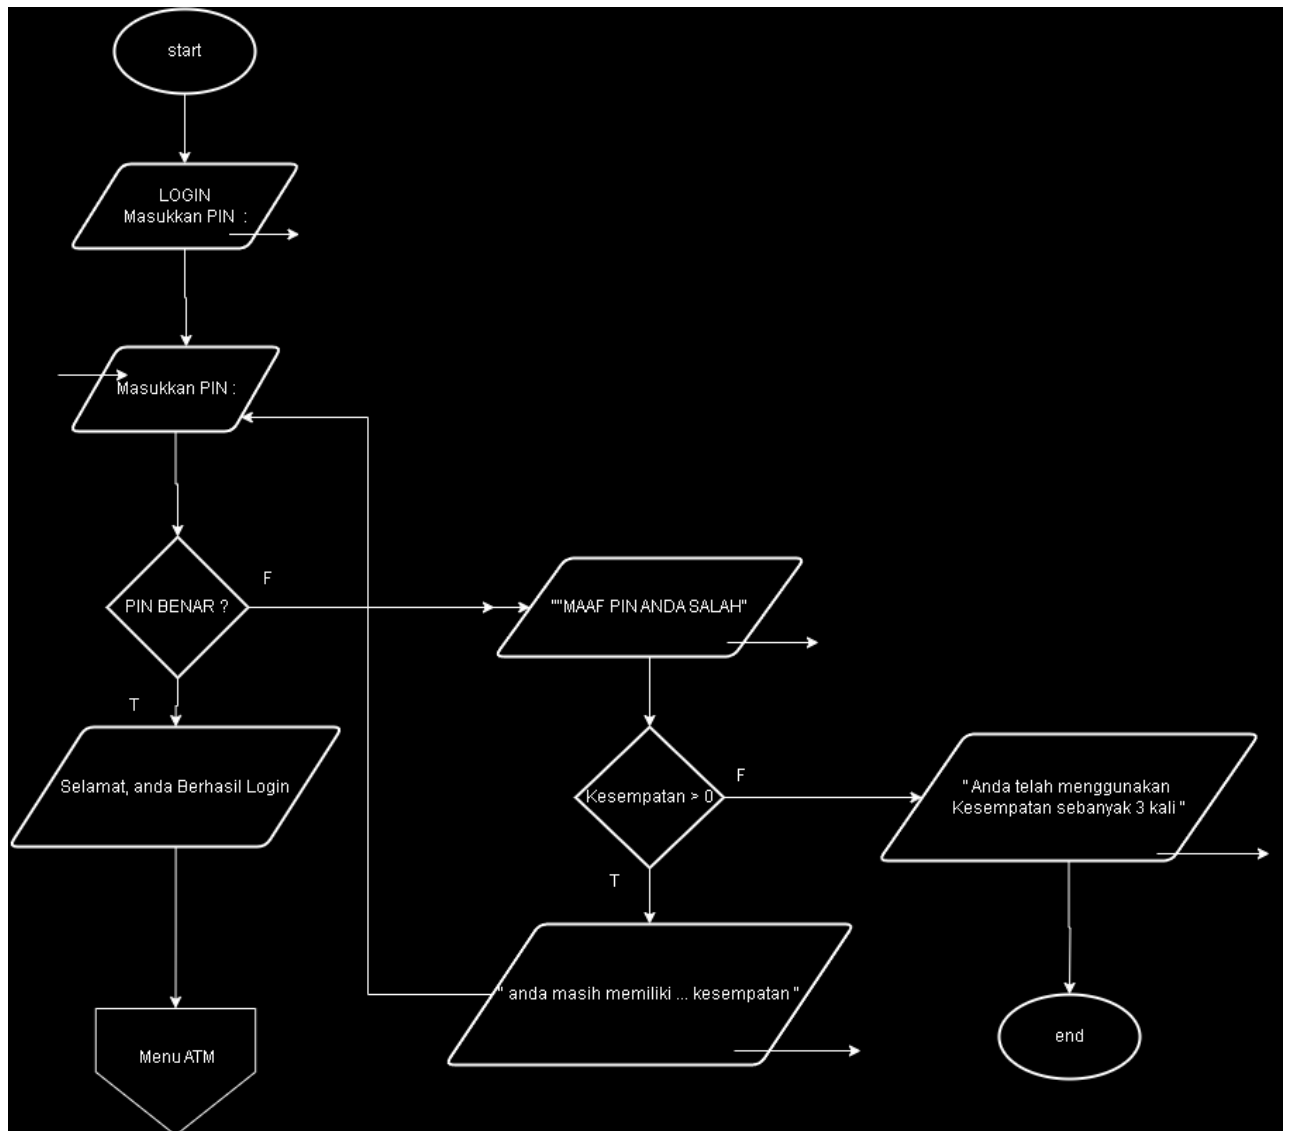 start
LOGIN
Masukkan PIN :
Masukkan PIN :
PIN BENAR ?
F
""MAAF PIN ANDA SALAH"
T
Selamat, anda Berhasil Login
Kesempatan > 0
F
" Anda telah menggunakan
Kesempatan sebanyak 3 kali "
T
" anda masih memiliki ... kesempatan "
Menu ATM
end